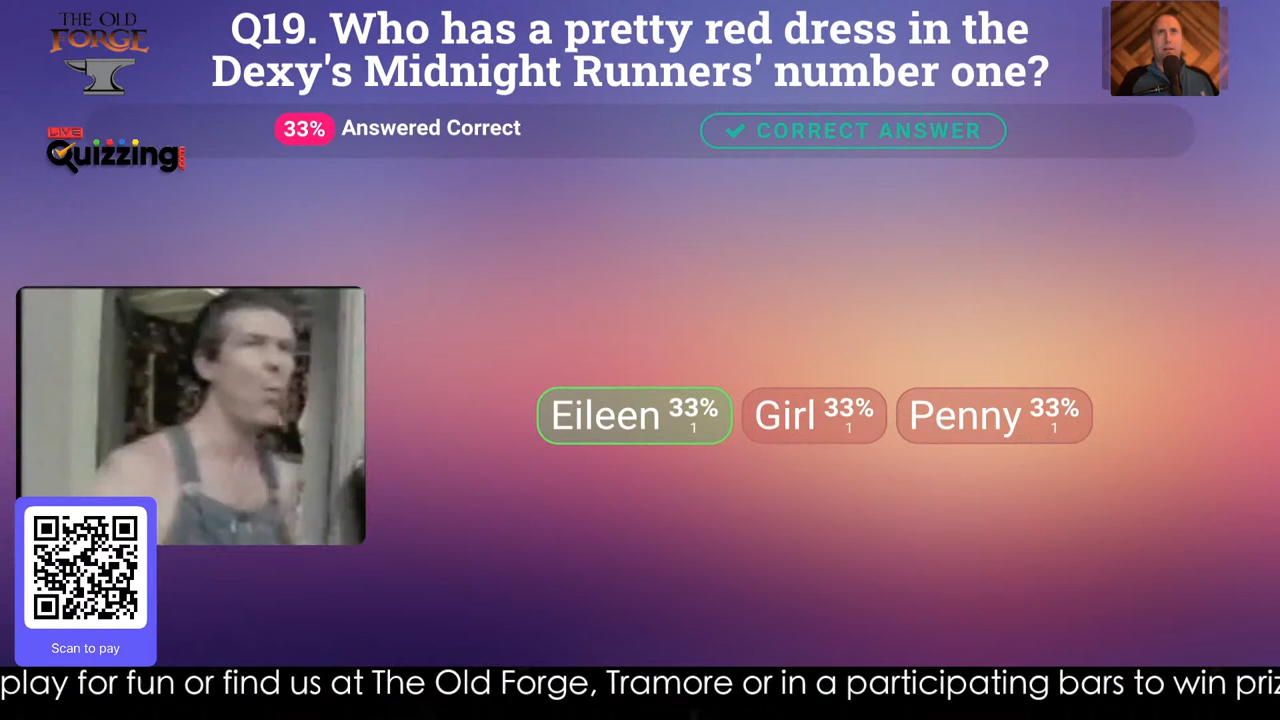 THE OLD
FORGE
Q19. Who has a pretty red dress in the
Dexy's Midnight Runners' number one?
33% Answered Correct
CORRECT ANSWER
LIVE
Quizzing
Eileen 33%
1
Girl 33%
1
Penny 33%
1
Scan to pay
play for fun or find us at The Old Forge, Tramore or in a participating bars to win priz